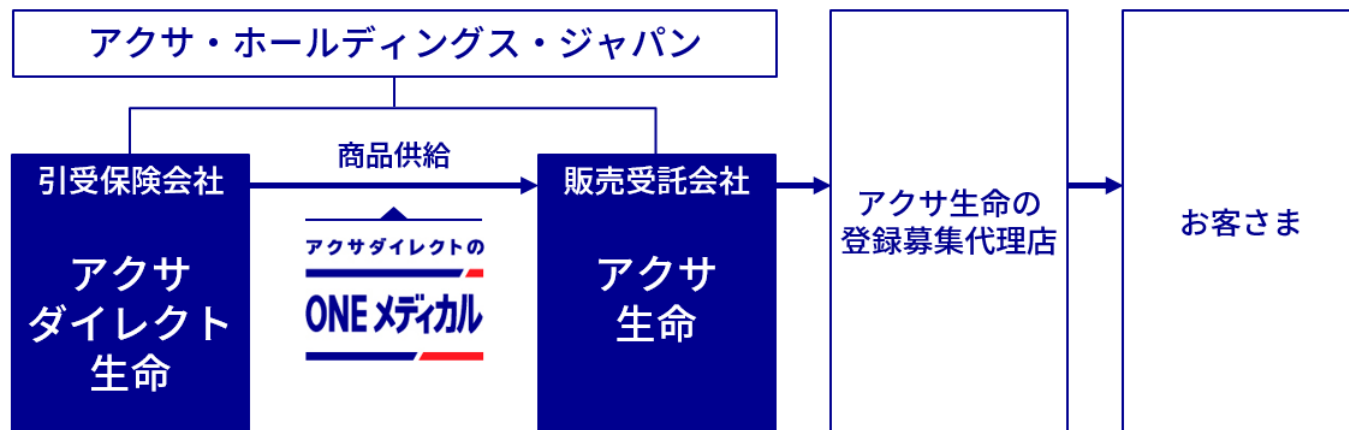 アクサ・ホールディングス・ジャパン
引受保険会社
アクサ
ダイレクト
生命
商品供給
アクサダイレクトの
ONE メディカル
販売受託会社
アクサ
生命
アクサ生命の
登録募集代理店
お客さま